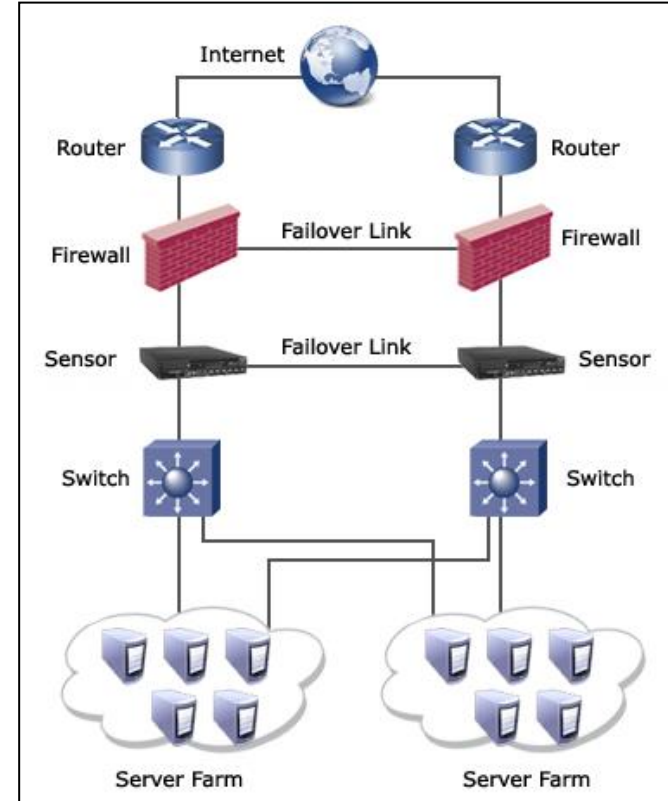 Internet
Router
Router
Failover Link
Firewall
Firewall
Failover Link
Sensor
Sensor
Switch
Switch
Server Farm
Server Farm